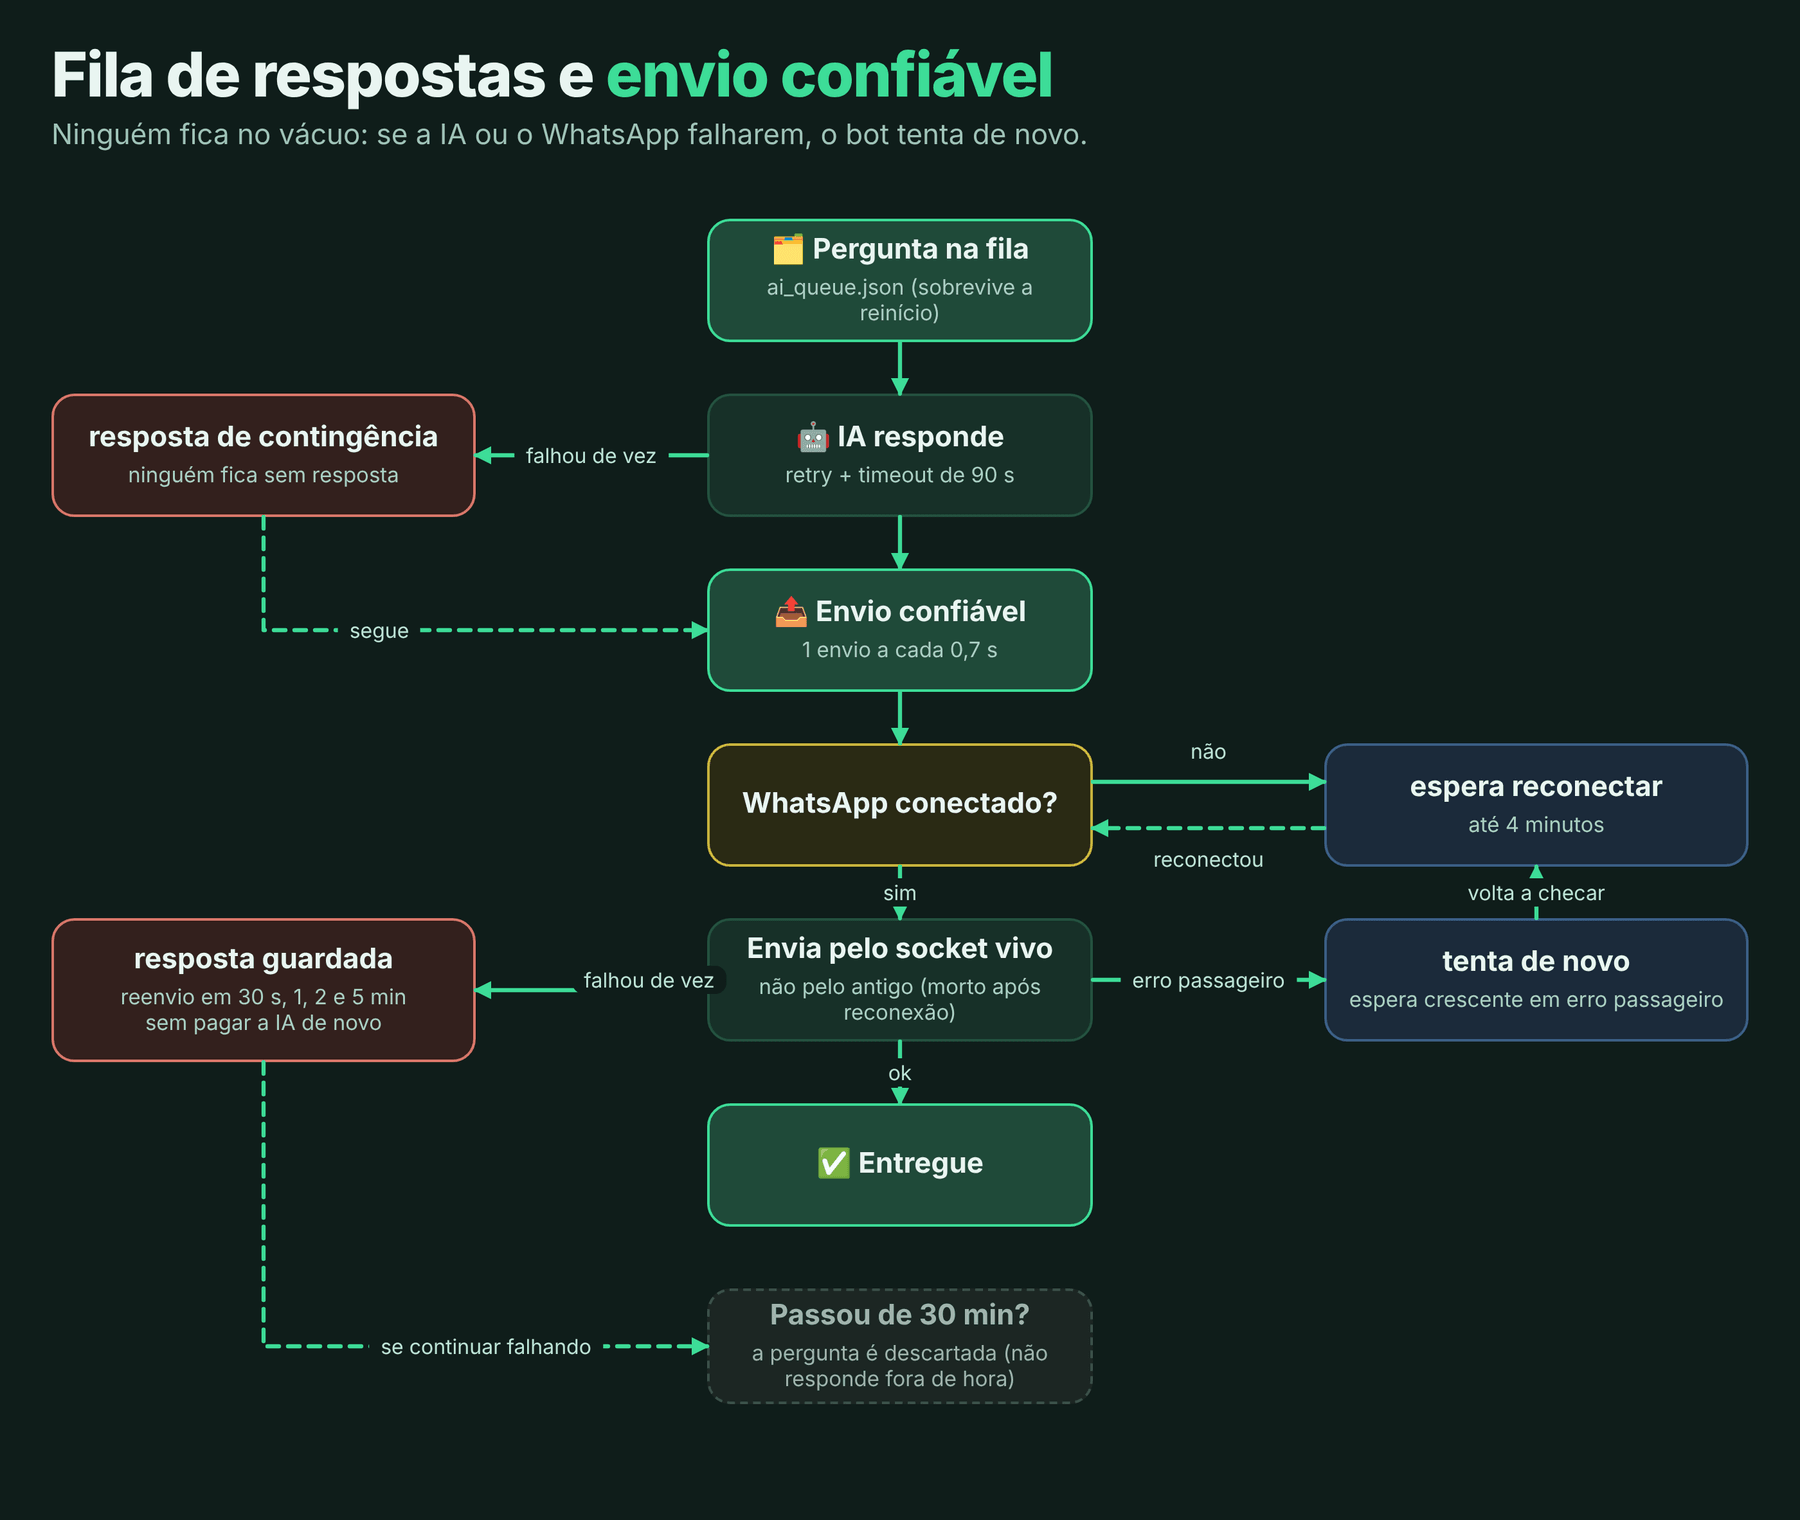 Fila de respostas e envio confiável
Ninguém fica no vácuo: se a IA ou o WhatsApp falharem, o bot tenta de novo.
🗂️ Pergunta na fila
ai_queue.json (sobrevive a
reinício)
resposta de contingência
ninguém fica sem resposta
falhou de vez
🤖 IA responde
retry + timeout de 90 s
segue
📤 Envio confiável
1 envio a cada 0,7 s
WhatsApp conectado?
não
reconectou
espera reconectar
até 4 minutos
sim
volta a checar
resposta guardada
reenvio em 30 s, 1, 2 e 5 min
sem pagar a IA de novo
falhou de vez
Envia pelo socket vivo
não pelo antigo (morto após
reconexão)
erro passageiro
tenta de novo
espera crescente em erro passageiro
ok
✅ Entregue
se continuar falhando
Passou de 30 min?
a pergunta é descartada (não
responde fora de hora)